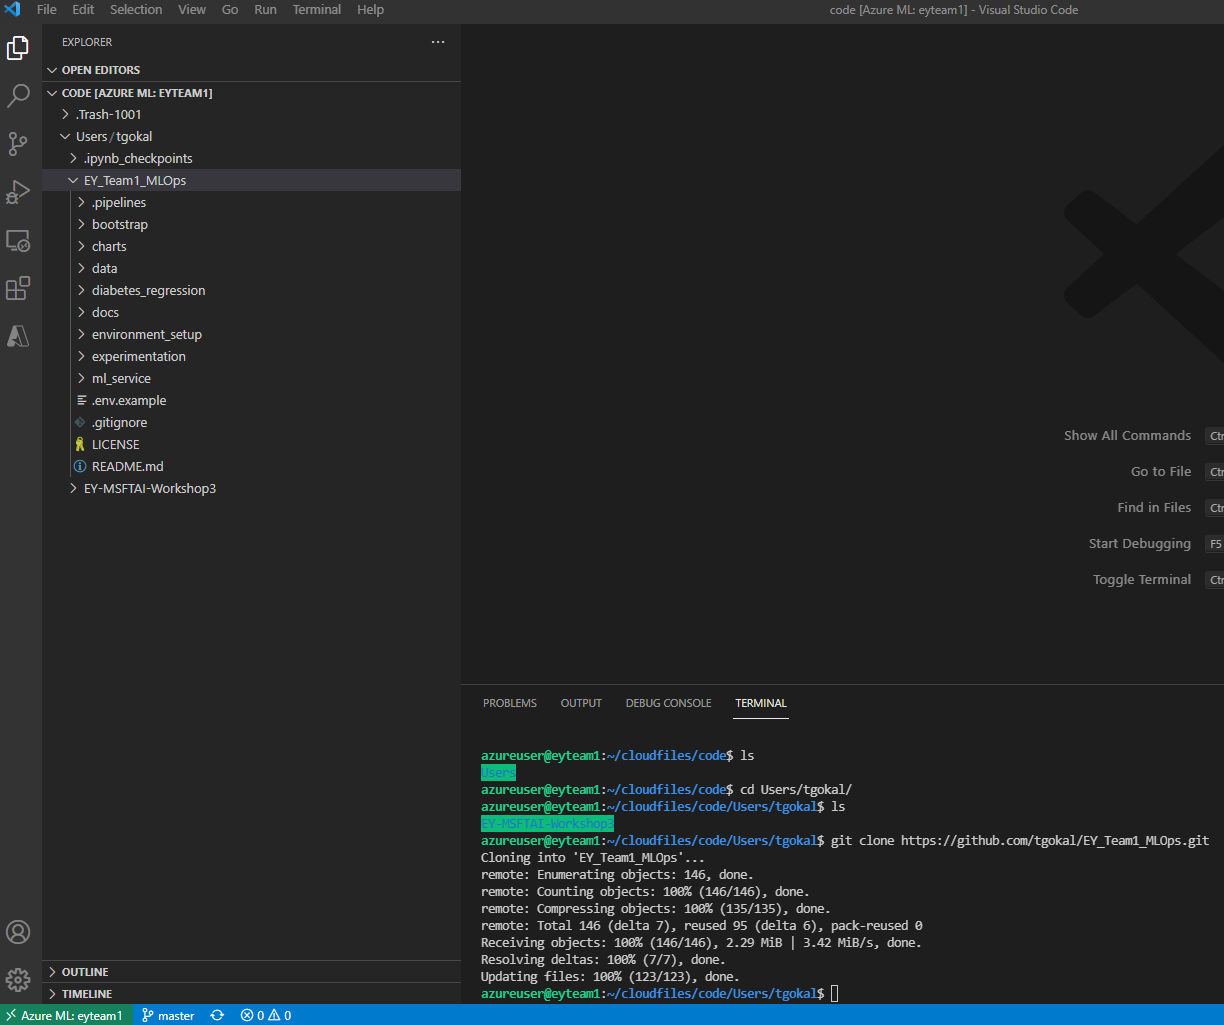 File Edit Selection View Go Run Terminal Help
code [Azure ML: eyteam1] - Visual Studio Code
EXPLORER
OPEN EDITORS
CODE [AZURE ML: EYTEAM1]
.Trash-1001
Users/tgokal
.ipynb_checkpoints
EY_Team1_MLOps
.pipelines
bootstrap
charts
data
diabetes_regression
docs
environment_setup
experimentation
ml_service
.env.example
.gitignore
LICENSE
README.md
EY-MSFTAI-Workshop3
OUTLINE
TIMELINE
Show All Commands Ctr
Go to File Ctr
Find in Files Ctr
Start Debugging F5
Toggle Terminal Ctr
PROBLEMS OUTPUT DEBUG CONSOLE TERMINAL
azureuser@eyteam1:~/cloudfiles/code$ ls
Users
azureuser@eyteam1:~/cloudfiles/code$ cd Users/tgokal/
azureuser@eyteam1:~/cloudfiles/code/Users/tgokal$ ls
EY-MSFTAI-Workshop3
azureuser@eyteam1:~/cloudfiles/code/Users/tgokal$ git clone https://github.com/tgokal/EY_Team1_MLOps.git
Cloning into 'EY_Team1_MLOps'...
remote: Enumerating objects: 146, done.
remote: Counting objects: 100% (146/146), done.
remote: Compressing objects: 100% (135/135), done.
remote: Total 146 (delta 7), reused 95 (delta 6), pack-reused 0
Receiving objects: 100% (146/146), 2.29 MiB | 3.42 MiB/s, done.
Resolving deltas: 100% (7/7), done.
Updating files: 100% (123/123), done.
azureuser@eyteam1:~/cloudfiles/code/Users/tgokal$
Azure ML: eyteam1 master 0 0